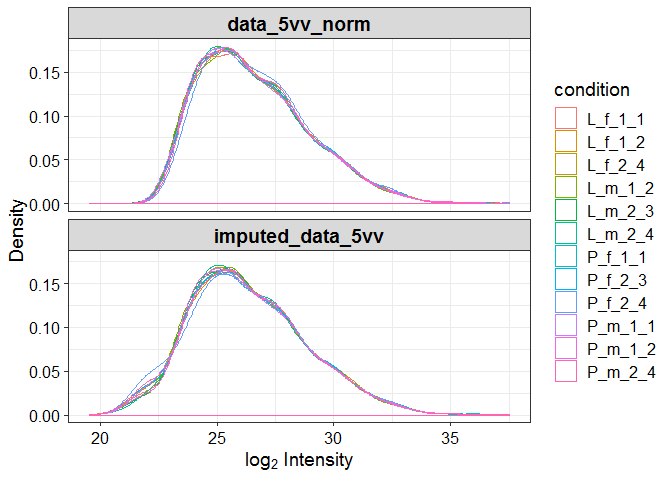 data_5vv_norm
0.15
0.10
0.05
0.00
Density
imputed_data_5vv
0.15
0.10
0.05
0.00
20 25 30 35
log₂ Intensity
condition
L_f_1_1
L_f_1_2
L_f_2_4
L_m_1_2
L_m_2_3
L_m_2_4
P_f_1_1
P_f_2_3
P_f_2_4
P_m_1_1
P_m_1_2
P_m_2_4